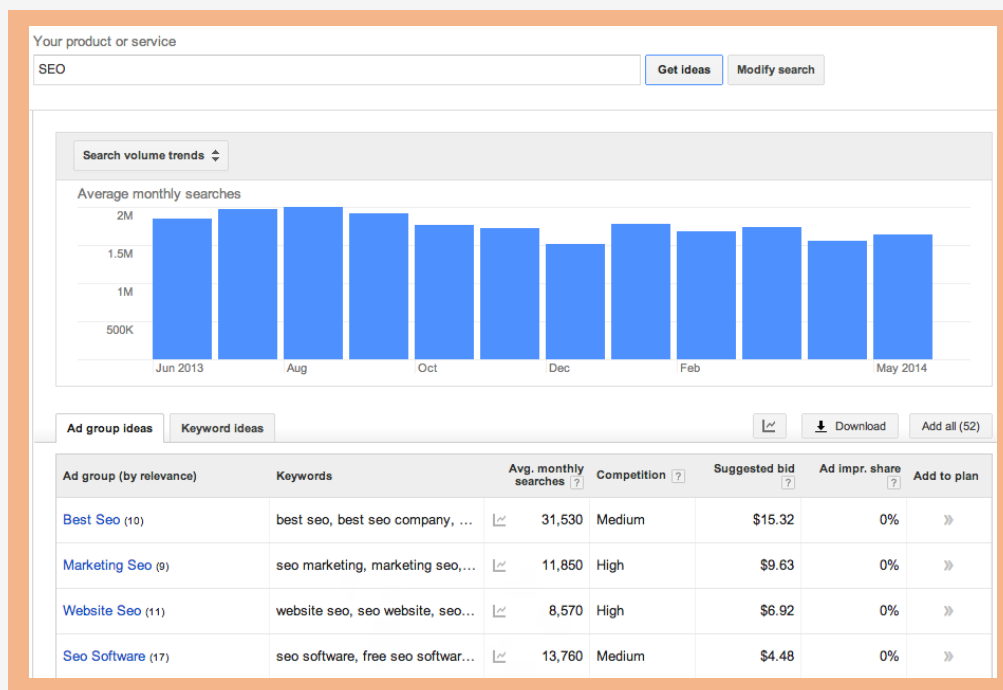 Your product or service
SEO Get ideas Modify search
Search volume trends
Average monthly searches
2M
1.5M
1M
500K
Jun 2013 Aug Oct Dec Feb May 2014
Ad group ideas Keyword ideas Download Add all (52)
Ad group (by relevance) Keywords Avg. monthly searches ? Competition ? Suggested bid ? Ad impr. share ? Add to plan
Best Seo (10) best seo, best seo company, ... 31,530 Medium $15.32 0% »
Marketing Seo (9) seo marketing, marketing seo,... 11,850 High $9.63 0% »
Website Seo (11) website seo, seo website, seo... 8,570 High $6.92 0% »
Seo Software (17) seo software, free seo softwar... 13,760 Medium $4.48 0% »